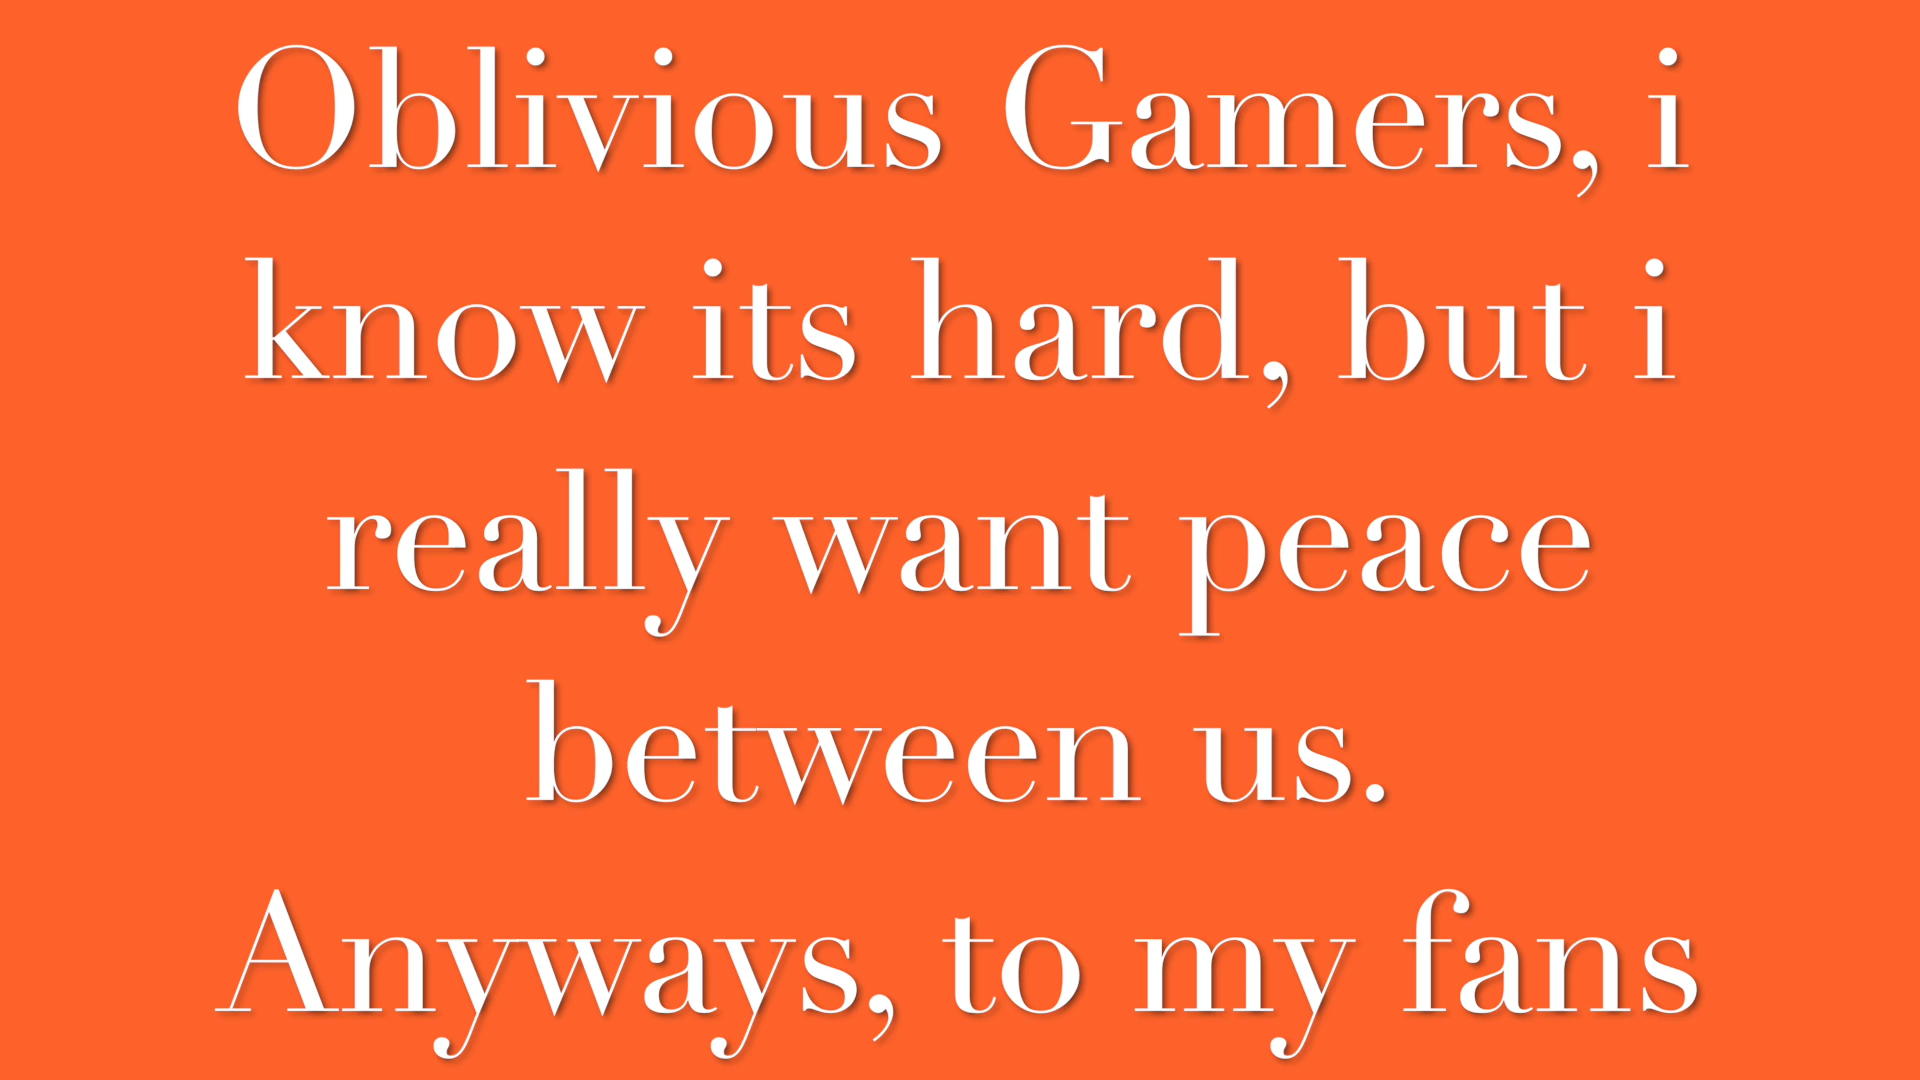 Oblivious Gamers, i
know its hard, but i
really want peace
between us.
Anyways, to my fans